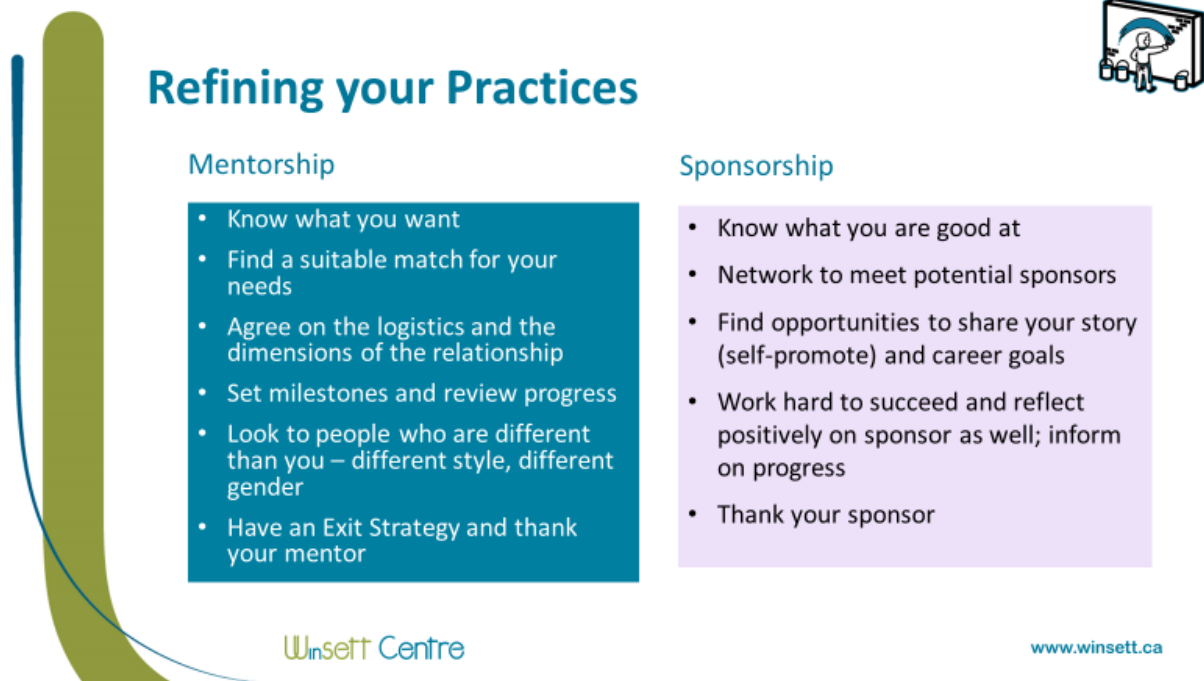 Refining your Practices
Mentorship
• Know what you want
• Find a suitable match for your
needs
• Agree on the logistics and the
dimensions of the relationship
• Set milestones and review progress
• Look to people who are different
than you – different style, different
gender
• Have an Exit Strategy and thank
your mentor
Sponsorship
• Know what you are good at
• Network to meet potential sponsors
• Find opportunities to share your story
(self-promote) and career goals
• Work hard to succeed and reflect
positively on sponsor as well; inform
on progress
• Thank your sponsor
WinSETT Centre
www.winsett.ca